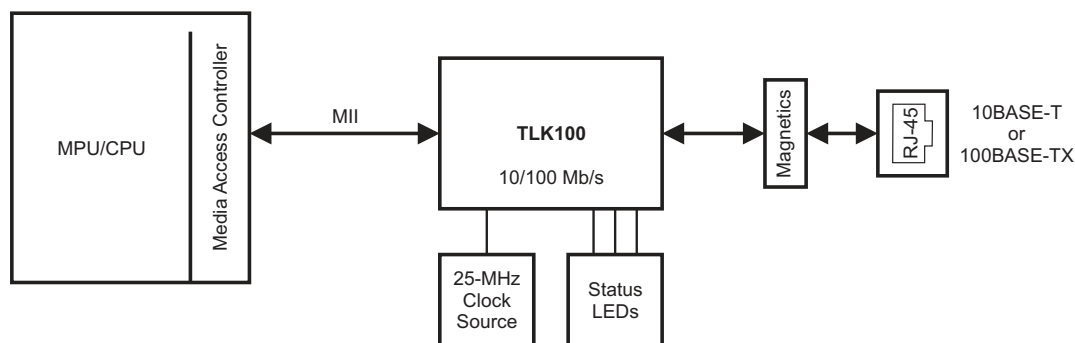 MPU/CPU
Media Access Controller
MII
TLK100
10/100 Mb/s
25-MHz
Clock
Source
Status
LEDs
Magnetics
RJ-45
10BASE-T
or
100BASE-TX